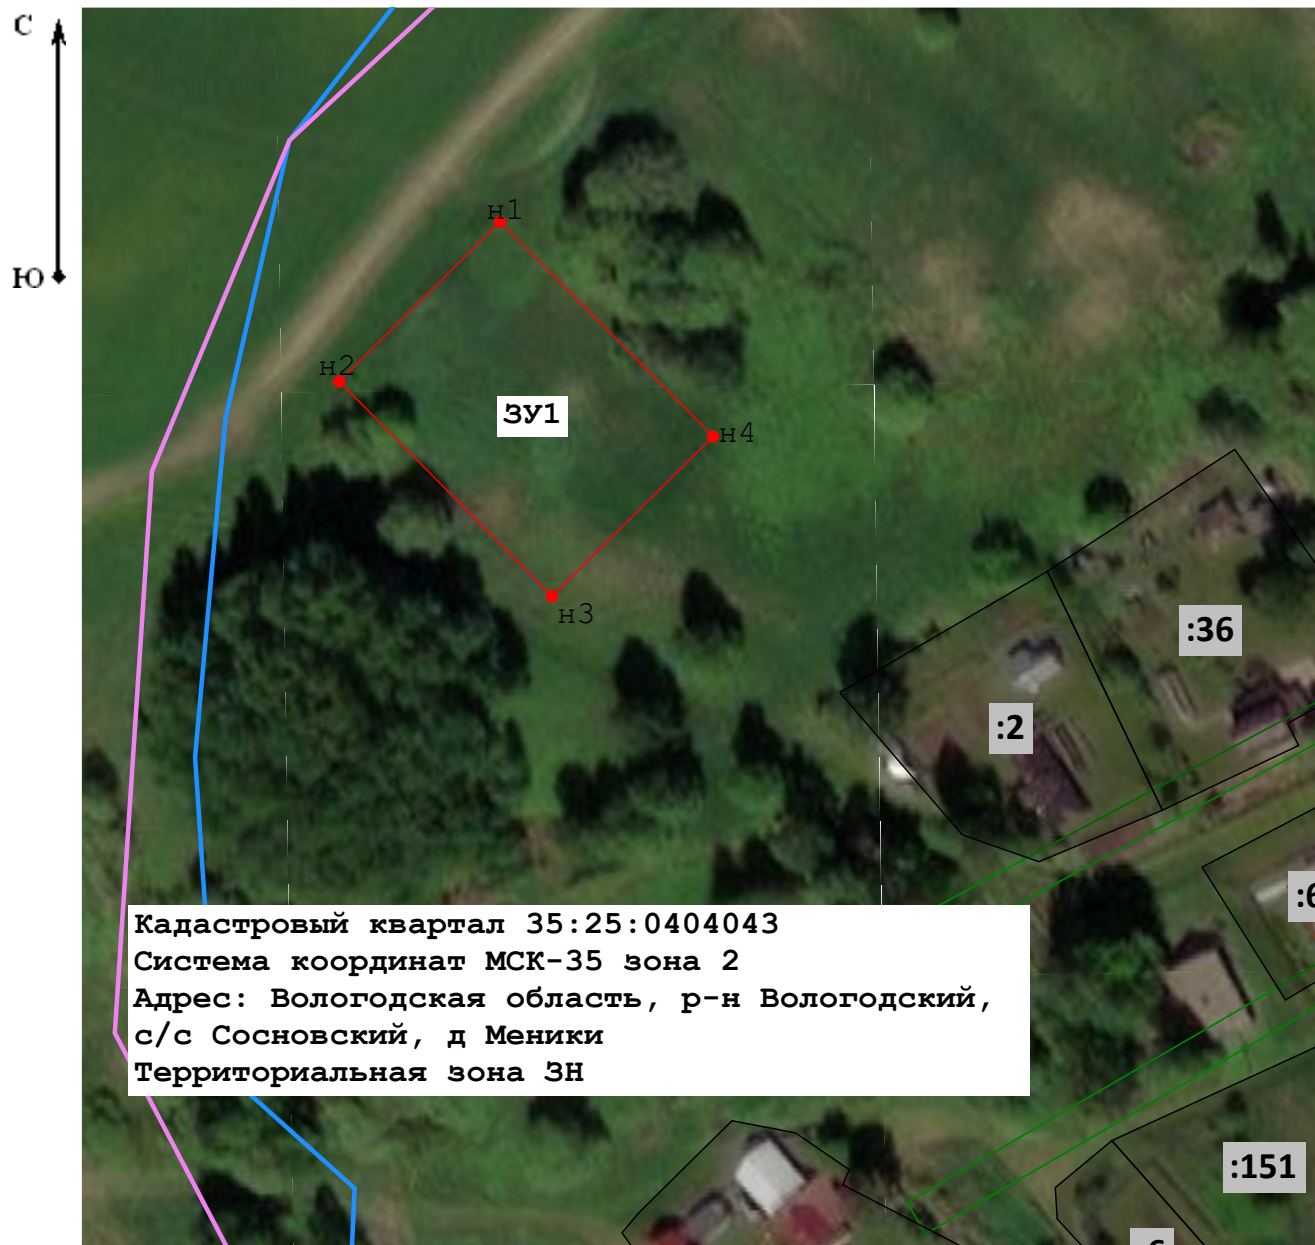 С
Ю
н1
н2
ЗУ1
н4
н3
:36
:2
Кадастровый квартал 35:25:0404043
Система координат МСК-35 зона 2
Адрес: Вологодская область, р-н Вологодский,
с/с Сосновский, д Меники
Территориальная зона ЗН
:151